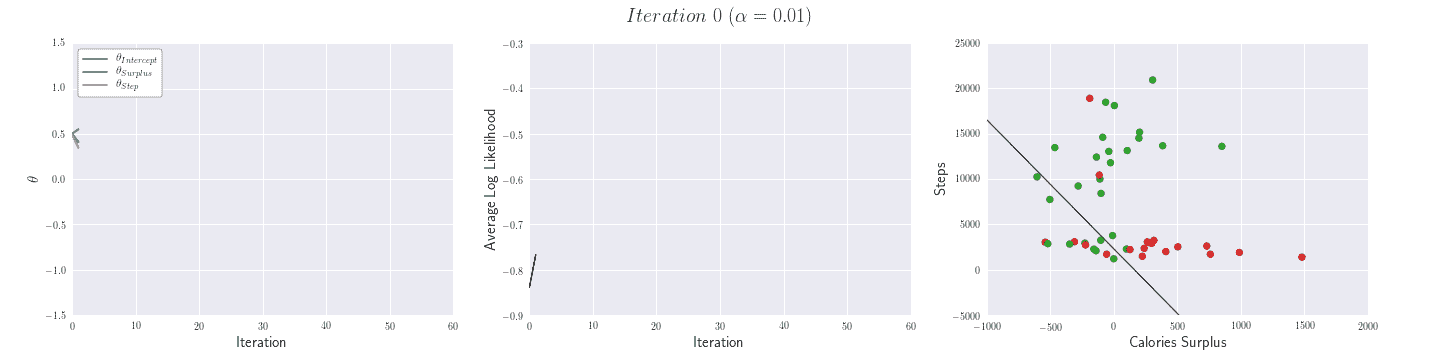 Iteration 0 (α = 0.01)
1.5
1.0
0.5
0.0
−0.5
−1.0
−1.5
θ
θIntercept
θSurplus
θStep
0 10 20 30 40 50 60
Iteration
−0.3
−0.4
−0.5
−0.6
−0.7
−0.8
−0.9
Average Log Likelihood
0 10 20 30 40 50 60
Iteration
25000
20000
15000
10000
5000
0
−5000
Steps
−1000 −500 0 500 1000 1500 2000
Calories Surplus